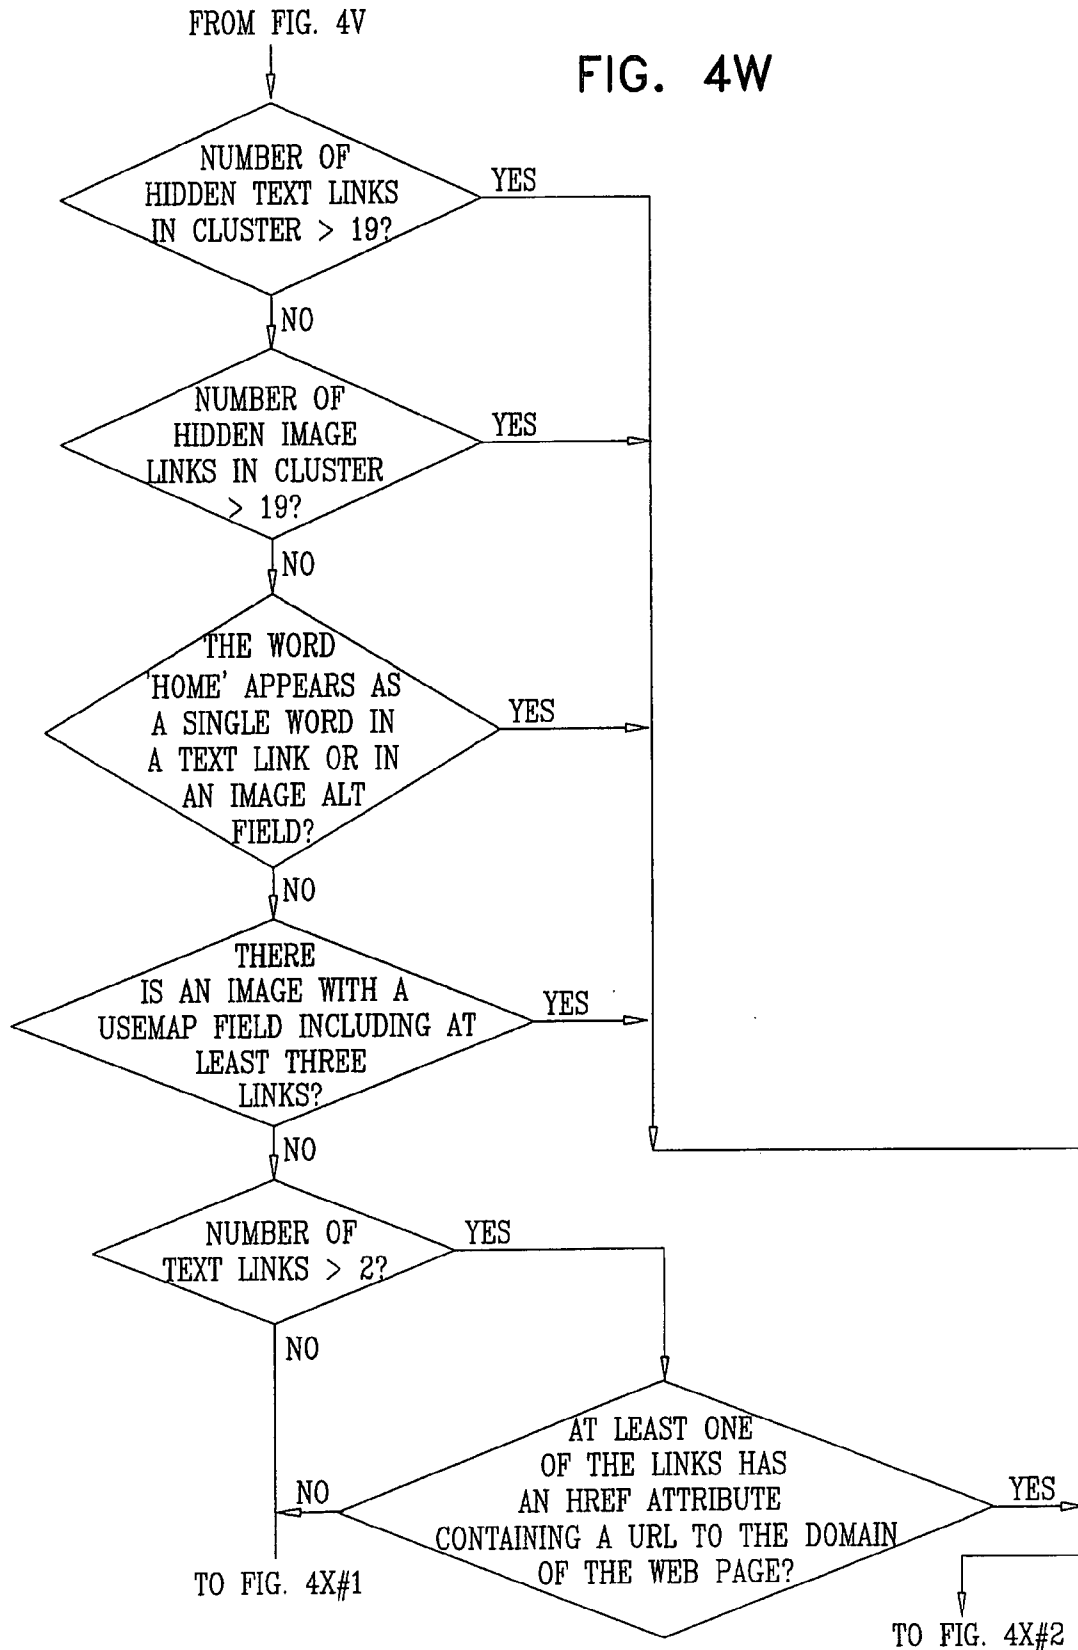 FROM FIG. 4V
FIG. 4W
NUMBER OF
HIDDEN TEXT LINKS
IN CLUSTER > 19?
YES
NO
NUMBER OF
HIDDEN IMAGE
LINKS IN CLUSTER
> 19?
YES
NO
THE WORD
'HOME' APPEARS AS
A SINGLE WORD IN
A TEXT LINK OR IN
AN IMAGE ALT
FIELD?
YES
NO
THERE
IS AN IMAGE WITH A
USEMAP FIELD INCLUDING AT
LEAST THREE
LINKS?
YES
NO
NUMBER OF
TEXT LINKS > 2?
YES
NO
AT LEAST ONE
OF THE LINKS HAS
AN HREF ATTRIBUTE
CONTAINING A URL TO THE DOMAIN
OF THE WEB PAGE?
NO
YES
TO FIG. 4X#1
TO FIG. 4X#2